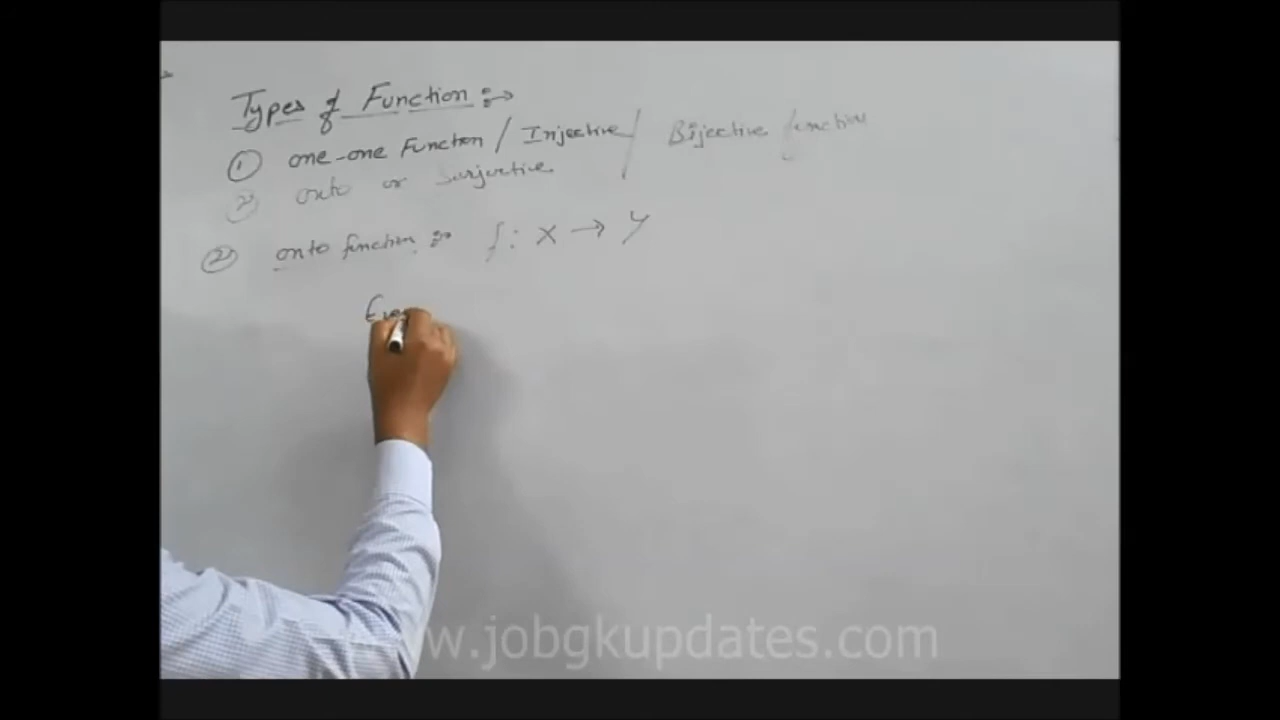 Types of Function :→
① one-one Function / Injective / Bijective function
② onto or Surjective
② onto function :- f : X → Y
Every
www.jobgkupdates.com